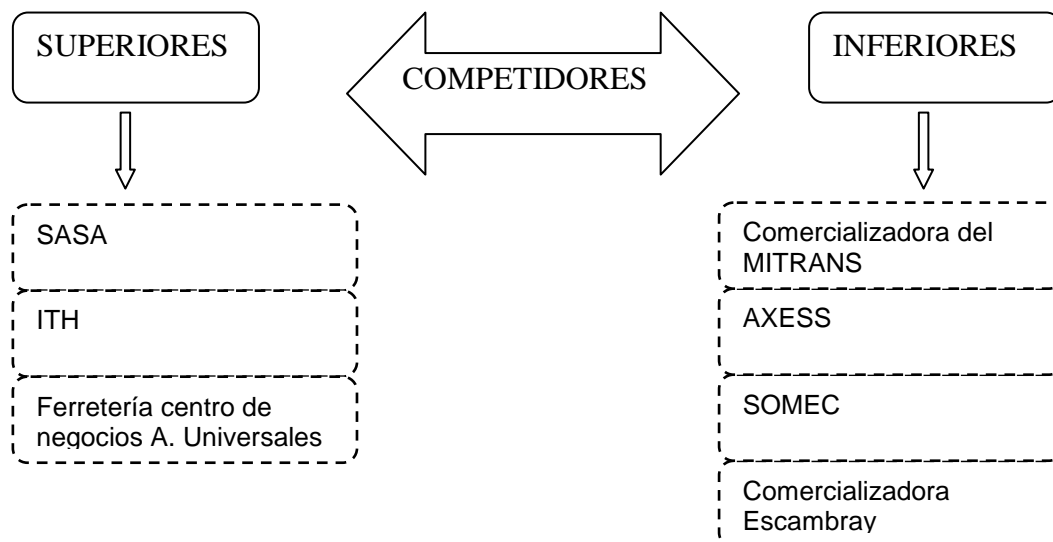 SUPERIORES
COMPETIDORES
INFERIORES
SASA
ITH
Ferretería centro de
negocios A. Universales
Comercializadora del
MITRANS
AXESS
SOMEC
Comercializadora
Escambray